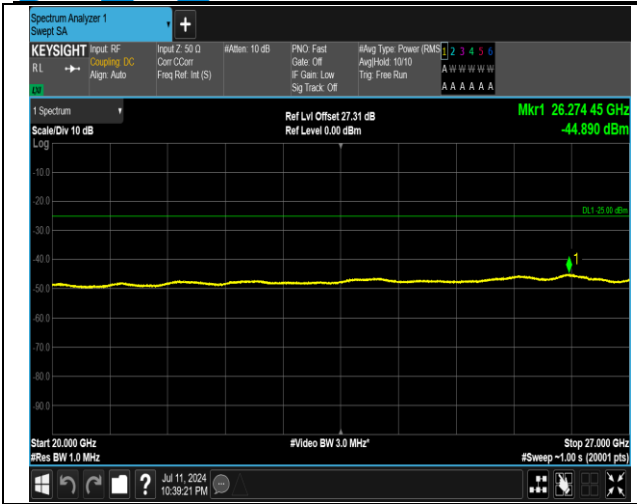 Spectrum Analyzer 1
Swept SA
+
KEYSIGHT
RL
Input: RF
Coupling: DC
Align: Auto
Input Z: 50 Ω
Corr CCorr
Freq Ref: Int (S)
#Atten: 10 dB
PNO: Fast
Gate: Off
IF Gain: Low
Sig Track: Off
#Avg Type: Power (RMS
Avg|Hold: 10/10
Trig: Free Run
1 2 3 4 5 6
A W W W W W
A A A A A A
1 Spectrum
Scale/Div 10 dB
Log
Ref Lvl Offset 27.31 dB
Ref Level 0.00 dBm
Mkr1 26.274 45 GHz
-44.890 dBm
-10.0
-20.0
DL1 -25.00 dBm
-30.0
-40.0
1
-50.0
-60.0
-70.0
-80.0
-90.0
Start 20.000 GHz
#Res BW 1.0 MHz
#Video BW 3.0 MHz*
Stop 27.000 GHz
#Sweep ~1.00 s (20001 pts)
?
Jul 11, 2024
10:39:21 PM